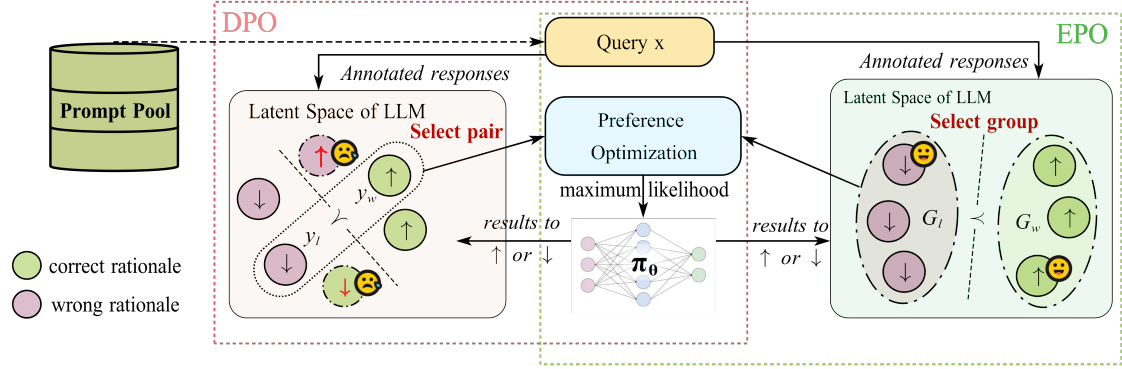 DPO
EPO
Query x
Annotated responses
Annotated responses
Prompt Pool
Latent Space of LLM
Select pair
↑
↓
y_w
↑
↑
≺
y_l
↓
↓
Preference
Optimization
maximum likelihood
π_θ
results to
↑ or ↓
results to
↑ or ↓
Latent Space of LLM
Select group
↓
↓
↓
G_l
≺
G_w
↑
↑
↑
correct rationale
wrong rationale